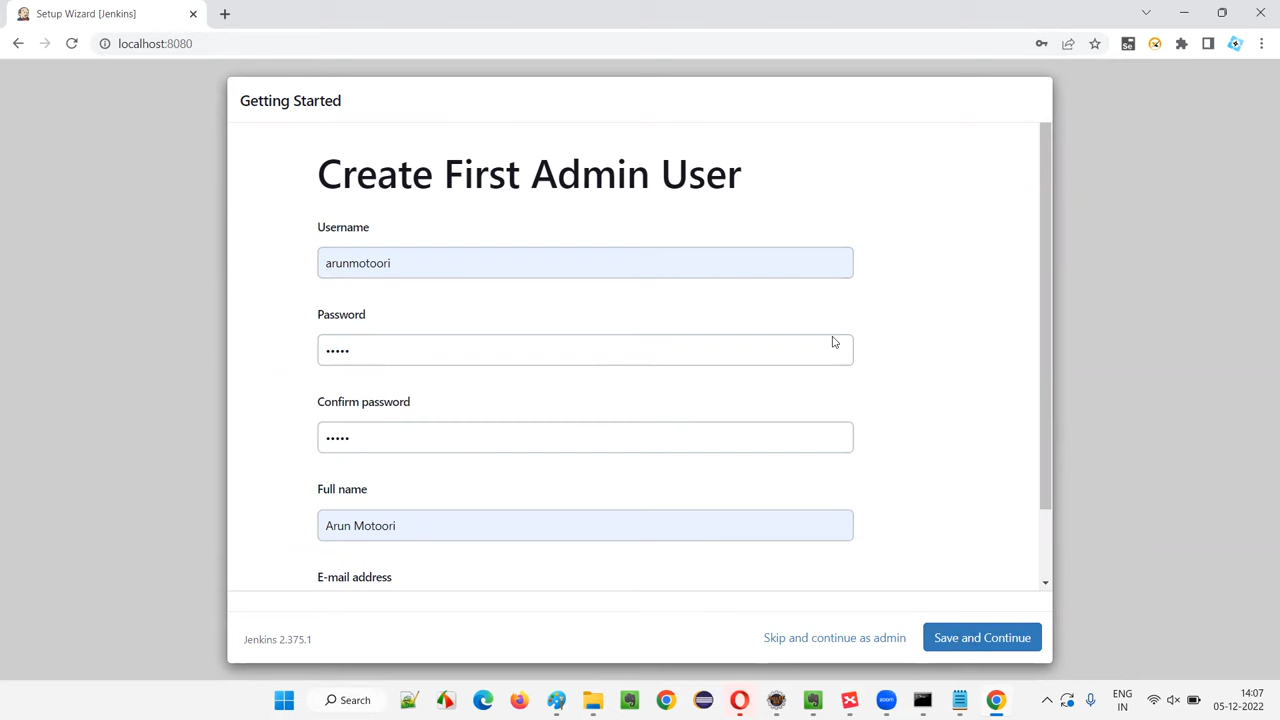 Setup Wizard [Jenkins]
localhost:8080
Getting Started
Create First Admin User
Username
arunmotoori
Password
•••••
Confirm password
•••••
Full name
Arun Motoori
E-mail address
Jenkins 2.375.1
Skip and continue as admin
Save and Continue
Search
zoom
ENG
IN
14:07
05-12-2022